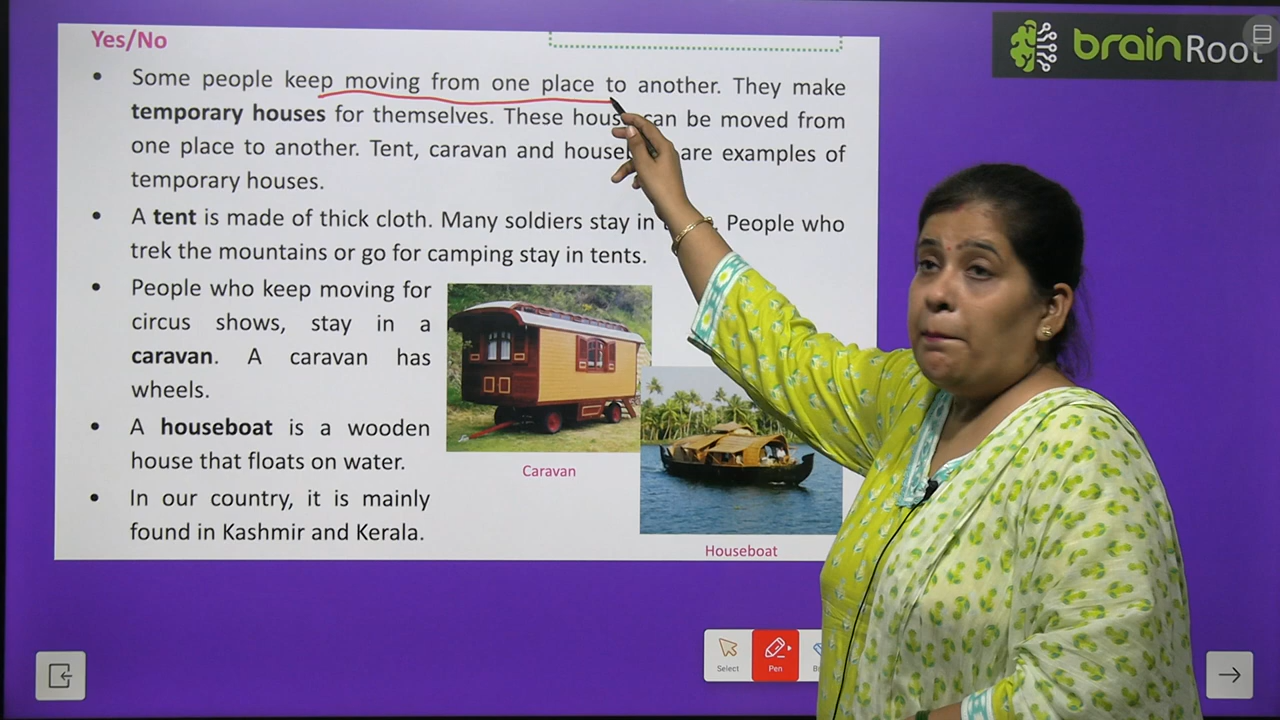 Yes/No
• Some people keep moving from one place to another. They make
temporary houses for themselves. These can be moved from
one place to another. Tent, caravan and are examples of
temporary houses.
• A tent is made of thick cloth. Many soldiers stay in People who
trek the mountains or go for camping stay in tents.
• People who keep moving for
circus shows, stay in a
caravan. A caravan has
wheels.
• A houseboat is a wooden
house that floats on water.
• In our country, it is mainly
found in Kashmir and Kerala.
Caravan
Houseboat
brainRoot
Select
Pen